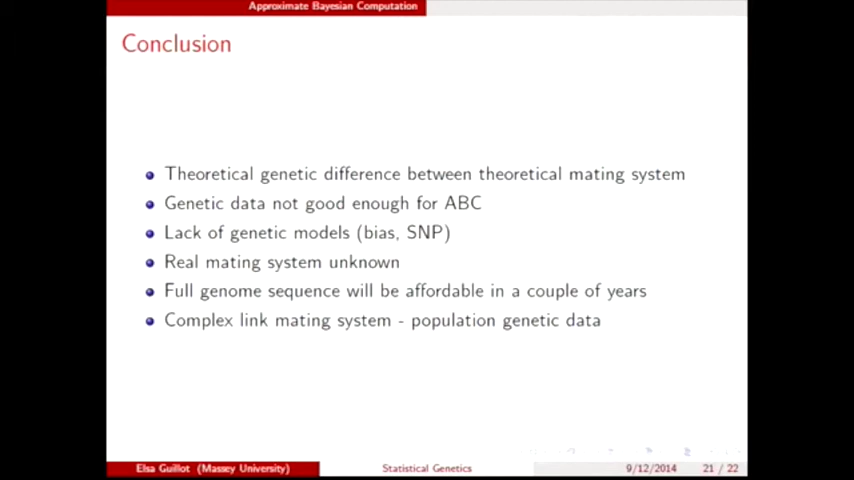 Approximate Bayesian Computation
Conclusion
Theoretical genetic difference between theoretical mating system
Genetic data not good enough for ABC
Lack of genetic models (bias, SNP)
Real mating system unknown
Full genome sequence will be affordable in a couple of years
Complex link mating system - population genetic data
Elsa Guillot (Massey University)
Statistical Genetics
9/12/2014
21 / 22